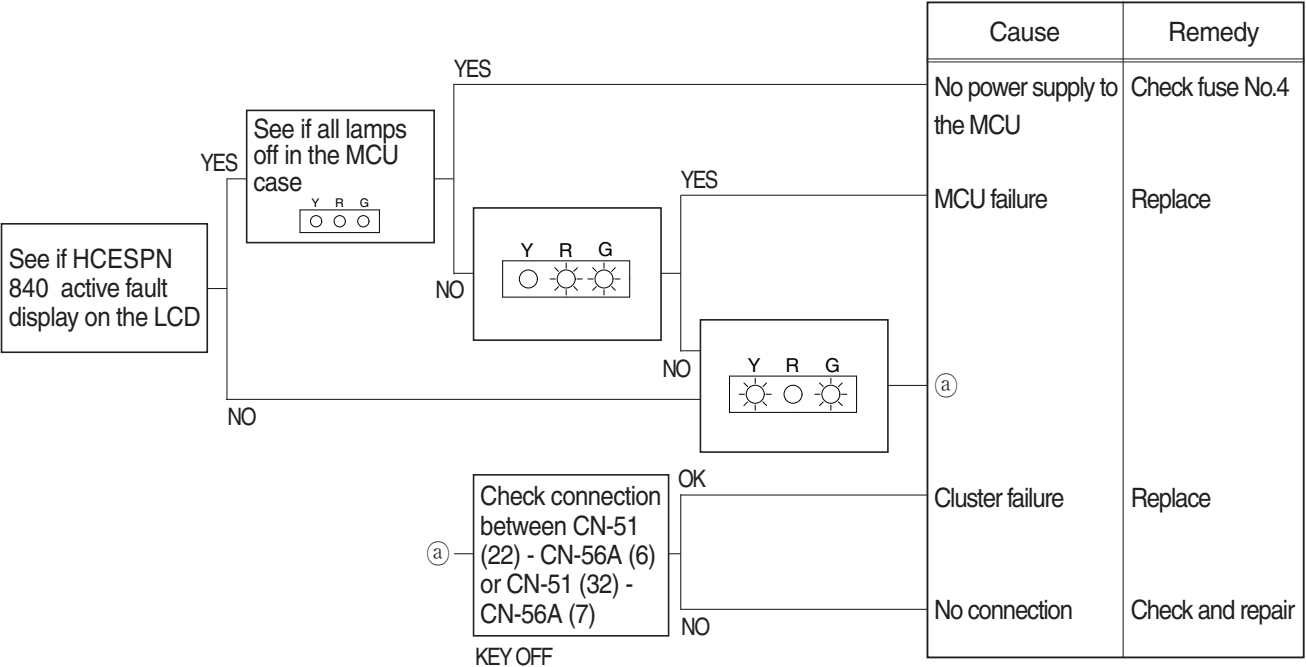 Cause
Remedy
YES
No power supply to
the MCU
Check fuse No.4
See if all lamps
off in the MCU
case
Y R G
YES
YES
MCU failure
Replace
See if HCESPN
840 active fault
display on the LCD
Y R G
NO
NO
Y R G
ⓐ
NO
OK
Check connection
between CN-51
(22) - CN-56A (6)
or CN-51 (32) -
CN-56A (7)
ⓐ
Cluster failure
Replace
No connection
Check and repair
NO
KEY OFF